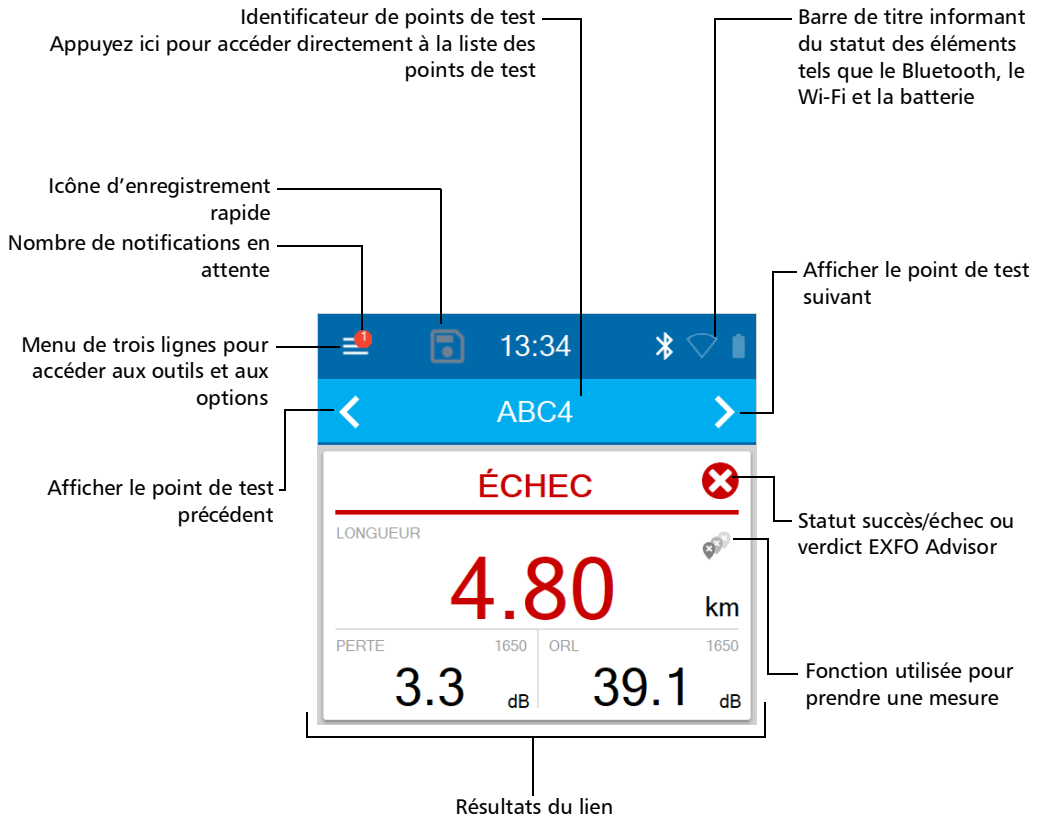 Identificateur de points de test
Appuyez ici pour accéder directement à la liste des
points de test
Barre de titre informant
du statut des éléments
tels que le Bluetooth, le
Wi-Fi et la batterie
Icône d’enregistrement
rapide
Nombre de notifications en
attente
Menu de trois lignes pour
accéder aux outils et aux
options
Afficher le point de test
précédent
Afficher le point de test
suivant
1
13:34
ABC4
ÉCHEC
LONGUEUR
4.80
km
PERTE
1650
3.3
dB
ORL
1650
39.1
dB
Statut succès/échec ou
verdict EXFO Advisor
Fonction utilisée pour
prendre une mesure
Résultats du lien